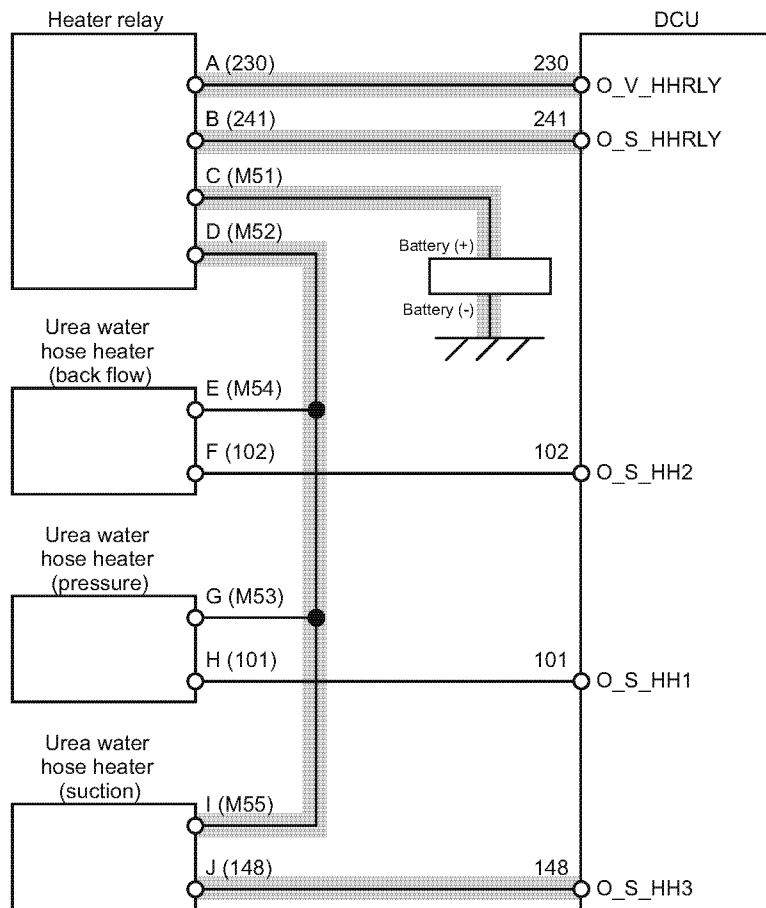 Heater relay
DCU
A (230)
230
O_V_HHRLY
B (241)
241
O_S_HHRLY
C (M51)
D (M52)
Battery (+)
Battery (-)
Urea water
hose heater
(back flow)
E (M54)
F (102)
102
O_S_HH2
Urea water
hose heater
(pressure)
G (M53)
H (101)
101
O_S_HH1
Urea water
hose heater
(suction)
I (M55)
J (148)
148
O_S_HH3